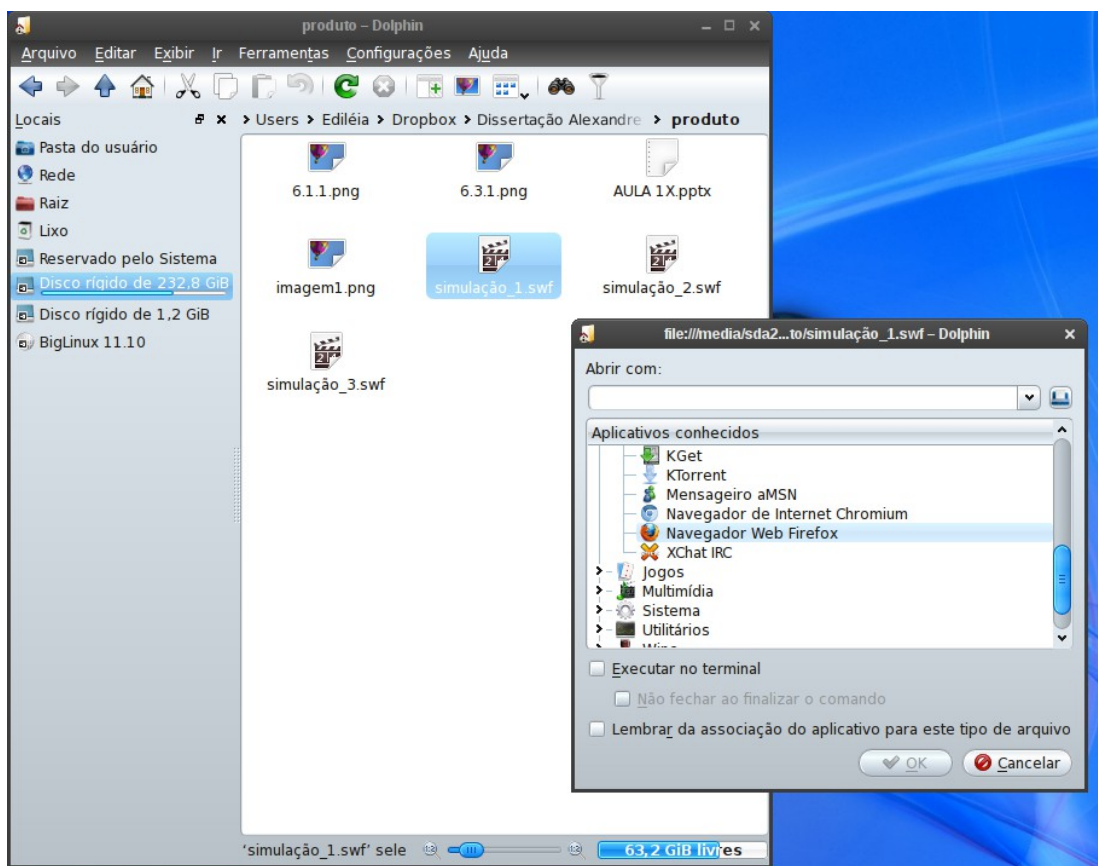 produto – Dolphin
Arquivo Editar Exibir Ir Ferramentas Configurações Ajuda
Locais
Users Ediléia Dropbox Dissertação Alexandre produto
Pasta do usuário
Rede
Raiz
Lixo
Reservado pelo Sistema
Disco rígido de 232,8 GiB
Disco rígido de 1,2 GiB
BigLinux 11.10
6.1.1.png 6.3.1.png AULA 1X.pptx
imagem1.png simulação_1.swf simulação_2.swf
simulação_3.swf
'simulação_1.swf' sele
63,2 GiB livres
file:///media/sda2...to/simulação_1.swf – Dolphin
Abrir com:
Aplicativos conhecidos
KGet
KTorrent
Mensageiro aMSN
Navegador de Internet Chromium
Navegador Web Firefox
XChat IRC
Jogos
Multimídia
Sistema
Utilitários
Executar no terminal
Não fechar ao finalizar o comando
Lembrar da associação do aplicativo para este tipo de arquivo
OK Cancelar